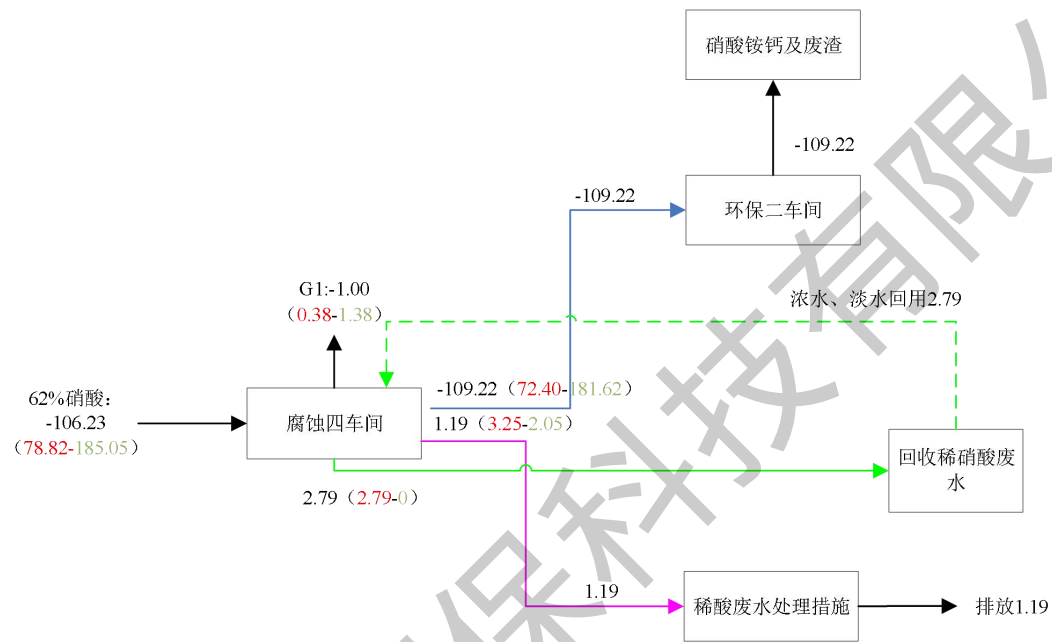 硝酸铵钙及废渣
-109.22
-109.22
环保二车间
G1:-1.00
（0.38-1.38）
浓水、淡水回用2.79
62%硝酸：
-106.23
（78.82-185.05）
腐蚀四车间
-109.22（72.40-181.62）
1.19（3.25-2.05）
回收稀硝酸废
水
2.79（2.79-0）
1.19
稀酸废水处理措施
排放1.19
保科技有限公